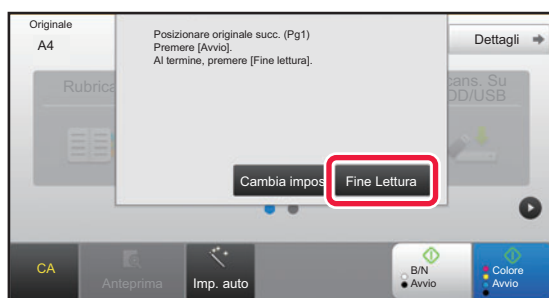 Originale
A4
Posizionare originale succ. (Pg1)
Premere [Avvio].
Al termine, premere [Fine lettura].
Dettagli
Rubrica
cans. Su
DD/USB
Cambia impos
Fine Lettura
CA
Anteprima
Imp. auto
B/N
Avvio
Colore
Avvio